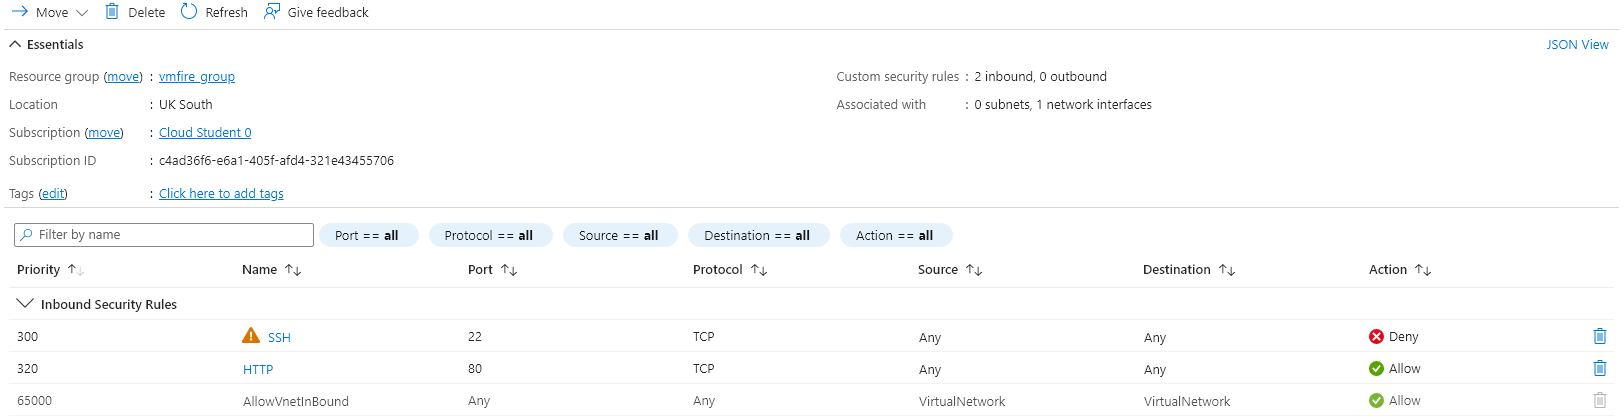 Move Delete Refresh Give feedback
Essentials JSON View
Resource group (move) : vmfire_group Custom security rules : 2 inbound, 0 outbound
Location : UK South Associated with : 0 subnets, 1 network interfaces
Subscription (move) : Cloud Student 0
Subscription ID : c4ad36f6-e6a1-405f-afd4-321e43455706
Tags (edit) : Click here to add tags
Filter by name Port == all Protocol == all Source == all Destination == all Action == all
Priority Name Port Protocol Source Destination Action
Inbound Security Rules
300 SSH 22 TCP Any Any Deny
320 HTTP 80 TCP Any Any Allow
65000 AllowVnetInBound Any Any VirtualNetwork VirtualNetwork Allow